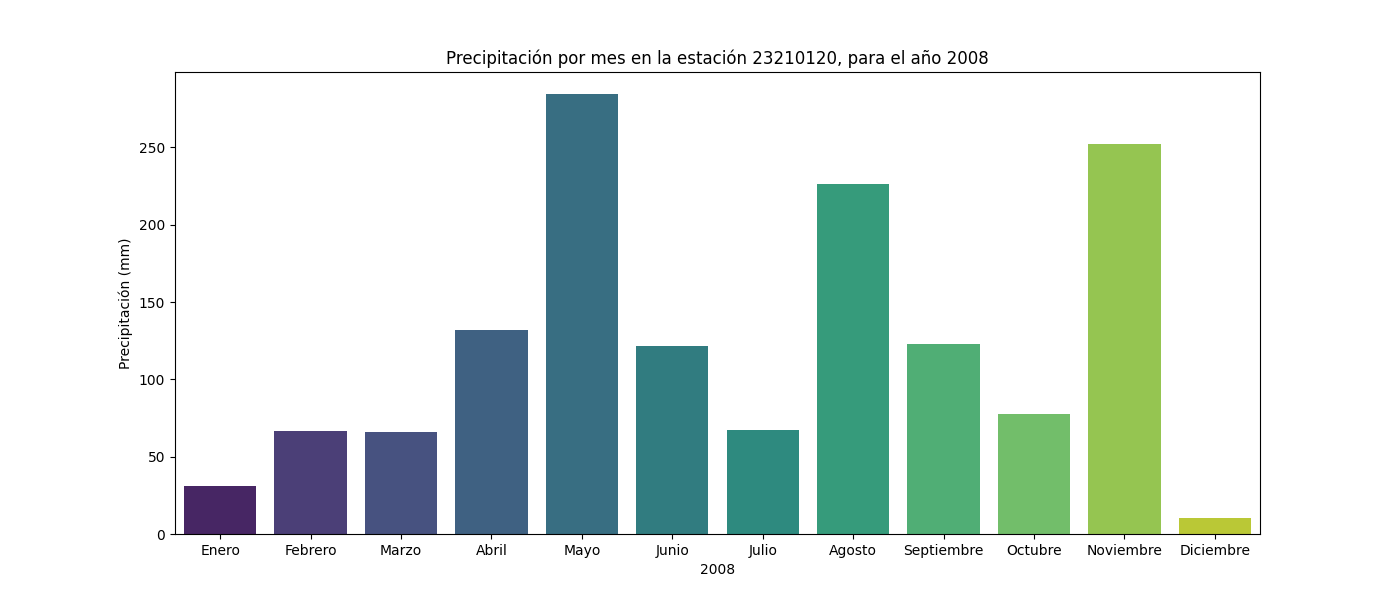 Precipitación por mes en la estación 23210120, para el año 2008
Precipitación (mm)
250
200
150
100
50
0
Enero Febrero Marzo Abril Mayo Junio Julio Agosto Septiembre Octubre Noviembre Diciembre
2008